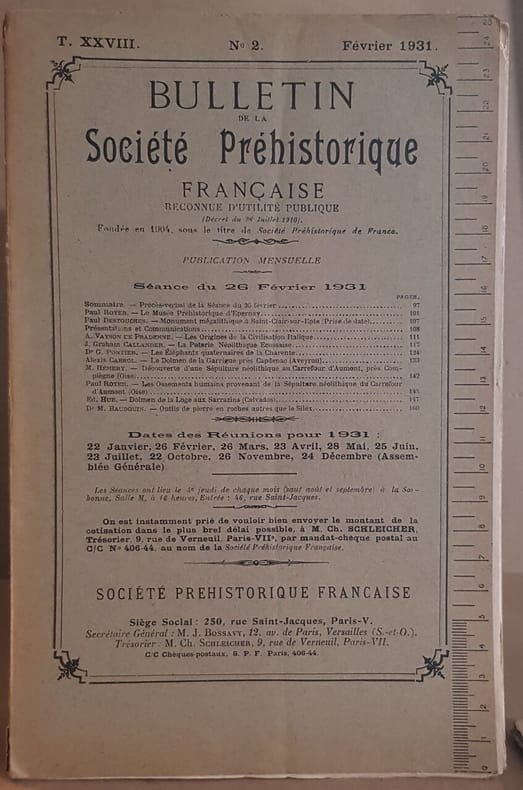 T. XXVIII. No 2. Février 1931.
BULLETIN
DE LA
Société Préhistorique
FRANÇAISE
RECONNUE D'UTILITÉ PUBLIQUE
(Décret du 28 Juillet 1910).
Fondée en 1904, sous le titre de Société Préhistorique de France.
PUBLICATION MENSUELLE
Séance du 26 Février 1931
PAGES.
Sommaire. — Procès-verbal de la Séance du 26 février 97
Paul ROYER. — Le Musée Préhistorique d'Epernay 101
Paul DESTOUCHES. — Monument mégalithique à Saint-Clair-sur-Epte (Prise de date) 107
Présentations et Communications 108
A. VAYSON DE PRADENNE. — Les Origines de la Civilisation Italique 111
J. Graham CALLANDER. — La Poterie Néolithique Ecossaise 117
Dr G. PONTIER. — Les Éléphants quaternaires de la Charente 124
Alexis CABROL. — Le Dolmen de la Garrigue près Capdenac (Aveyron) 133
M. HÉMERY. — Découverte d'une Sépulture néolithique au Carrefour d'Aumont, près Com-
piègne (Oise) 142
Paul ROYER. — Les Ossements humains provenant de la Sépulture néolithique du Carrefour
d'Aumont (Oise) 145
Ed. HUE. — Dolmen de la Loge aux Sarrazins (Calvados) 147
Dr M. BAUDOUIN. — Outils de pierre en roches autres que le Silex 160
Dates des Réunions pour 1931 :
22 Janvier, 26 Février, 26 Mars, 23 Avril, 28 Mai, 25 Juin,
23 Juillet, 22 Octobre, 26 Novembre, 24 Décembre (Assem-
blée Générale).
Les Séances ont lieu le 4e jeudi de chaque mois (sauf août et septembre) à la Sor-
bonne, Salle M, à 16 heures, Entrée : 46, rue Saint-Jacques.
On est instamment prié de vouloir bien envoyer le montant de la
cotisation dans le plus bref délai possible, à M. Ch. SCHLEICHER,
Trésorier, 9, rue de Verneuil, Paris-VIIe, par mandat-chèque postal au
C/C No 406-44, au nom de la Société Préhistorique Française.
SOCIÉTÉ PREHISTORIQUE FRANCAISE
Siège Social : 250, rue Saint-Jacques, Paris-V.
Secrétaire Général : M. J. BOSSAVY, 12, av. de Paris, Versailles (S.-et-O.).
Trésorier : M. Ch. SCHLEICHER, 9, rue de Verneuil, Paris-VII.
C/C Chèques-postaux, S. P. F. Paris, 406-44.